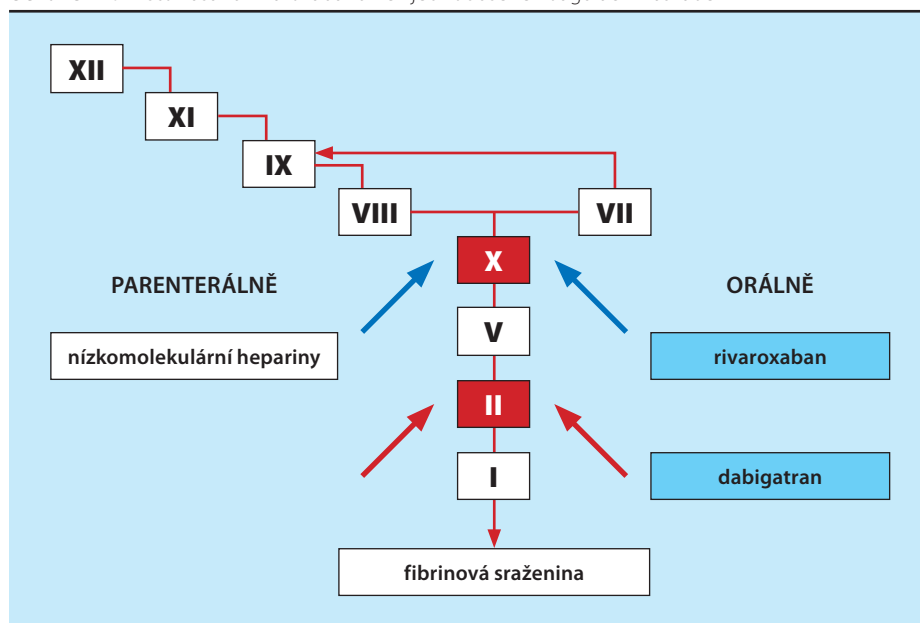 XII
XI
IX
VIII
VII
X
PARENTERÁLNĚ
ORÁLNĚ
V
nízkomolekulární hepariny
rivaroxaban
II
I
dabigatran
fibrinová sraženina